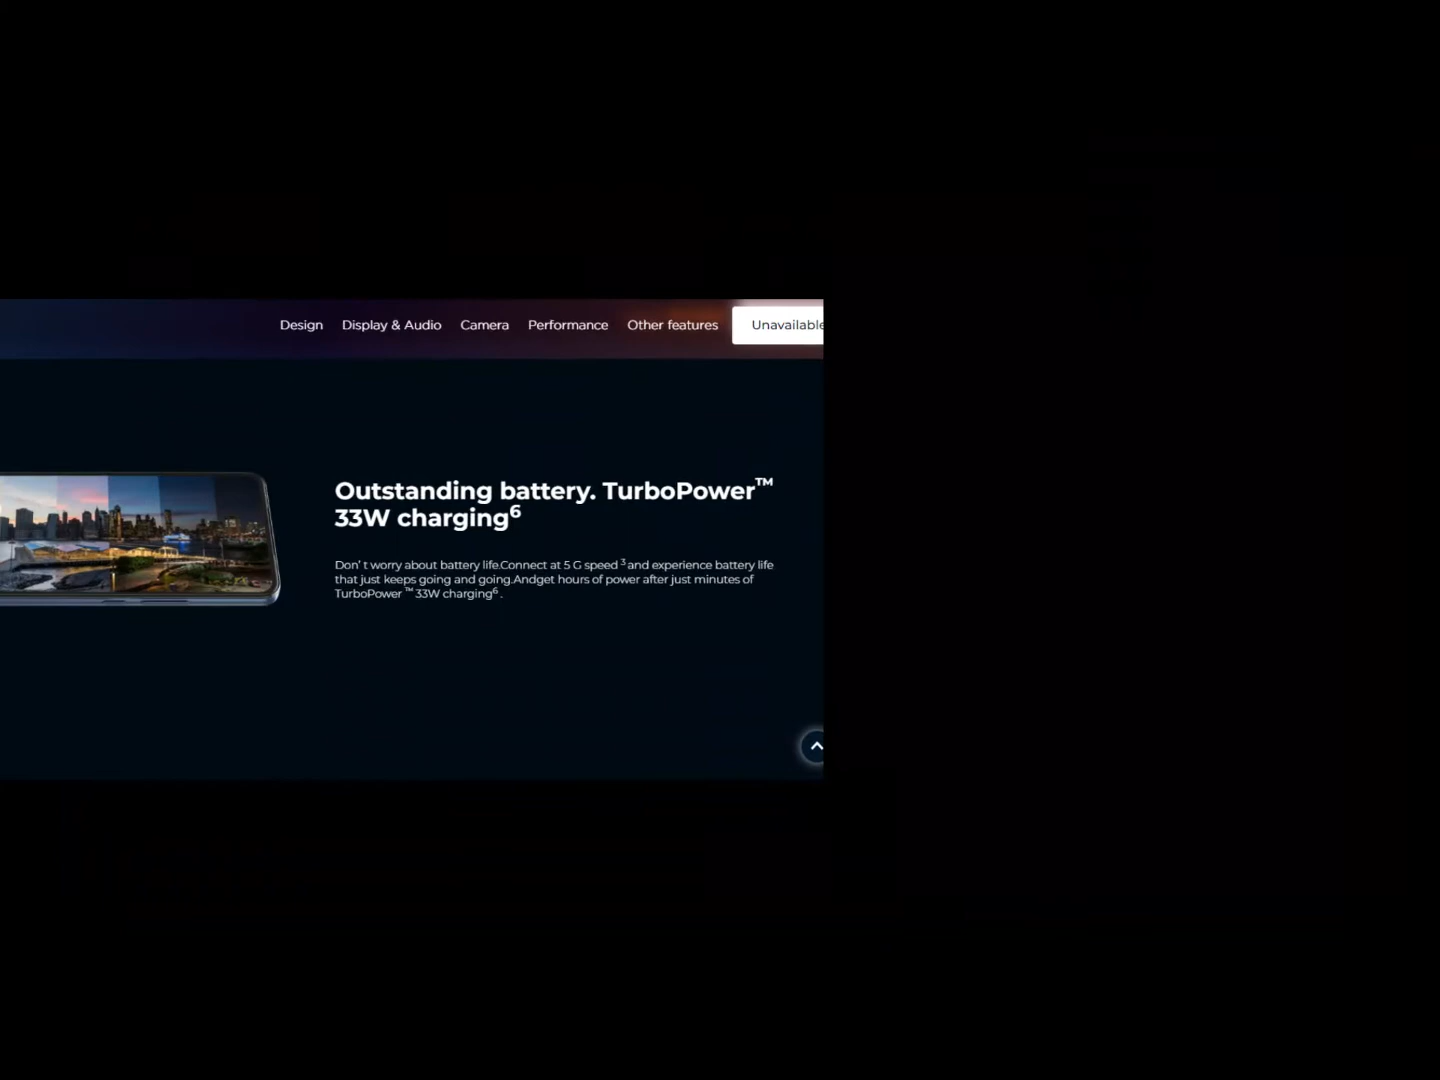 Design Display & Audio Camera Performance Other features Unavailable
Outstanding battery. TurboPower™
33W charging⁶
Don’ t worry about battery life.Connect at 5 G speed ³ and experience battery life
that just keeps going and going.Andget hours of power after just minutes of
TurboPower ™ 33W charging⁶ .